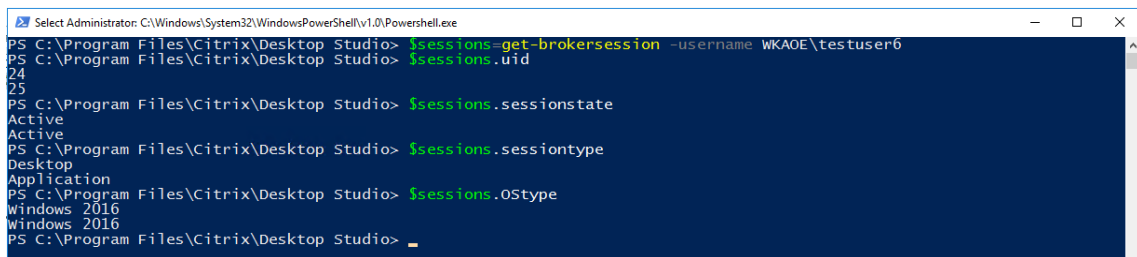 Select Administrator: C:\Windows\System32\WindowsPowerShell\v1.0\Powershell.exe
PS C:\Program Files\Citrix\Desktop Studio> $sessions=get-brokersession -username WKAOE\testuser6
PS C:\Program Files\Citrix\Desktop Studio> $sessions.uid
24
25
PS C:\Program Files\Citrix\Desktop Studio> $sessions.sessionstate
Active
Active
PS C:\Program Files\Citrix\Desktop Studio> $sessions.sessiontype
Desktop
Application
PS C:\Program Files\Citrix\Desktop Studio> $sessions.OStype
Windows 2016
Windows 2016
PS C:\Program Files\Citrix\Desktop Studio>